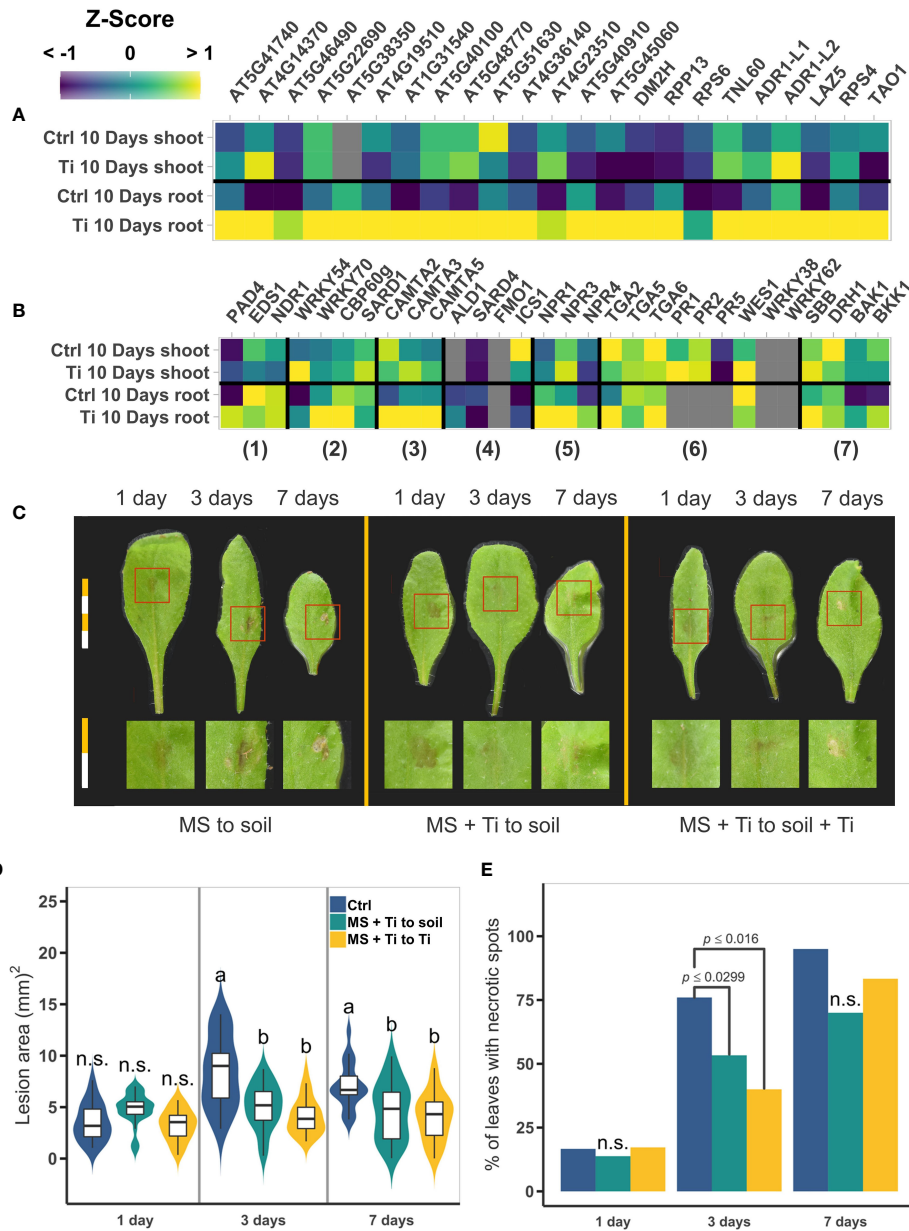 Z-Score
< -1 0 > 1
AT5G41740 AT4G14370 AT5G46490 AT5G22690 AT5G38350 AT4G19510 AT1G31540 AT5G40100 AT5G48770 AT5G51630 AT4G36140 AT4G23510 AT5G40910 AT5G45060 DM2H RPP13 RPS6 TNL60 ADR1-L1 ADR1-L2 LAZ5 RPS4 TAO1
A
Ctrl 10 Days shoot
Ti 10 Days shoot
Ctrl 10 Days root
Ti 10 Days root
B
PAD4 EDS1 NDR1 WRKY54 WRKY70 CBP60g SARD1 CAMTA2 CAMTA3 CAMTA5 ALD1 SARD4 FMO1 ICS1 NPR1 NPR3 NPR4 TGA2 TGA5 TGA6 PR1 PR2 PR5 WES1 WRKY38 WRKY62 SBB DRH1 BAK1 BKK1
Ctrl 10 Days shoot
Ti 10 Days shoot
Ctrl 10 Days root
Ti 10 Days root
(1) (2) (3) (4) (5) (6) (7)
C
1 day 3 days 7 days 1 day 3 days 7 days 1 day 3 days 7 days
MS to soil MS + Ti to soil MS + Ti to soil + Ti
Lesion area (mm)²
25
20
15
10
5
0
Ctrl
MS + Ti to soil
MS + Ti to Ti
n.s. n.s. n.s. a b b a b b
1 day 3 days 7 days
E
% of leaves with necrotic spots
100
75
50
25
0
p ≤ 0.016
p ≤ 0.0299
n.s. n.s.
1 day 3 days 7 days